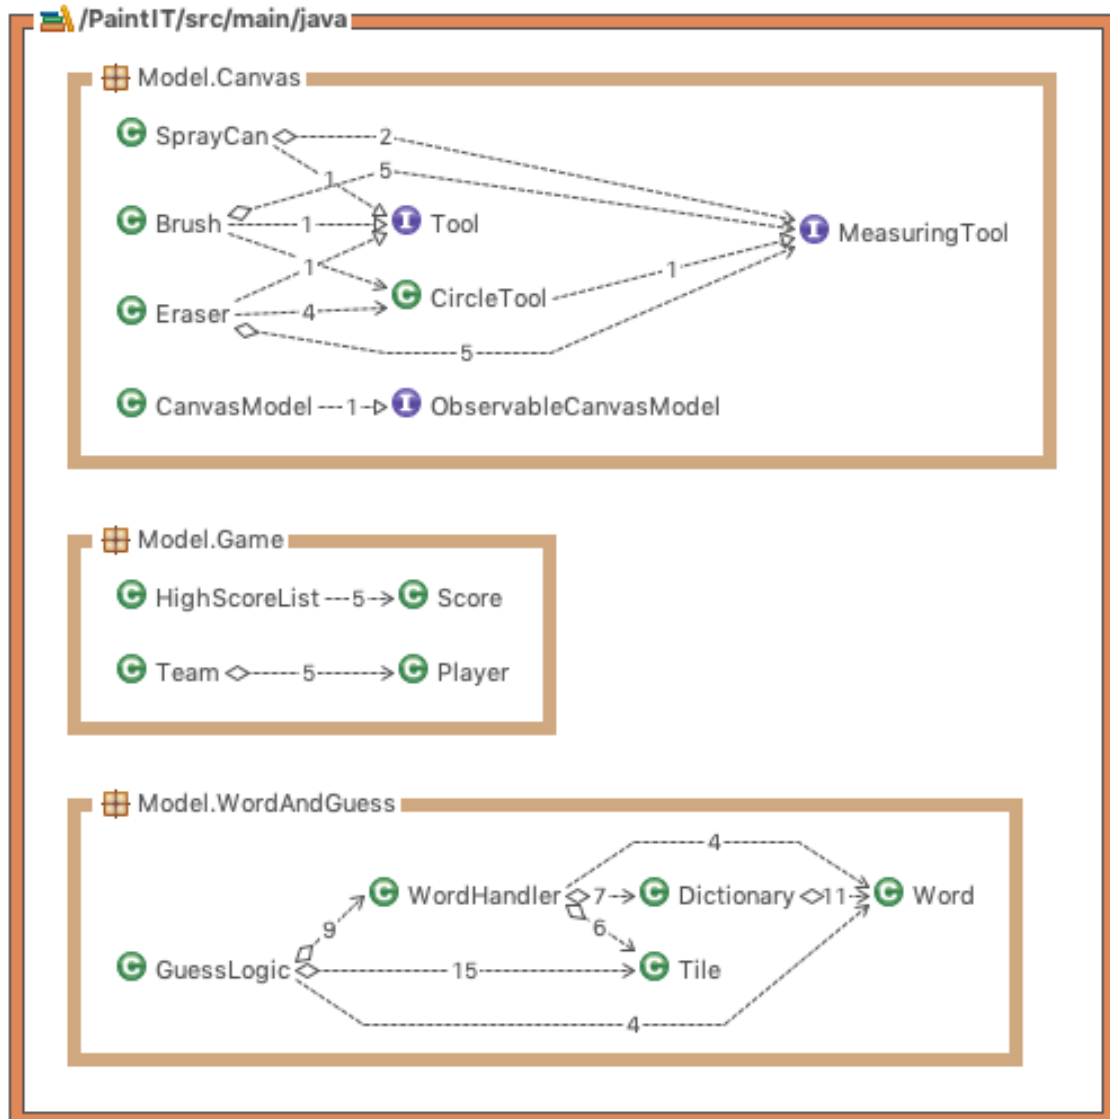 /PaintIT/src/main/java
Model.Canvas
C SprayCan 2
1 5
C Brush 1 I Tool I MeasuringTool
1 1
C Eraser 4 C CircleTool
5
C CanvasModel 1 I ObservableCanvasModel
Model.Game
C HighScoreList 5 C Score
C Team 5 C Player
Model.WordAndGuess
4
C WordHandler 7 C Dictionary 11 C Word
9 6
C GuessLogic 15 C Tile
4